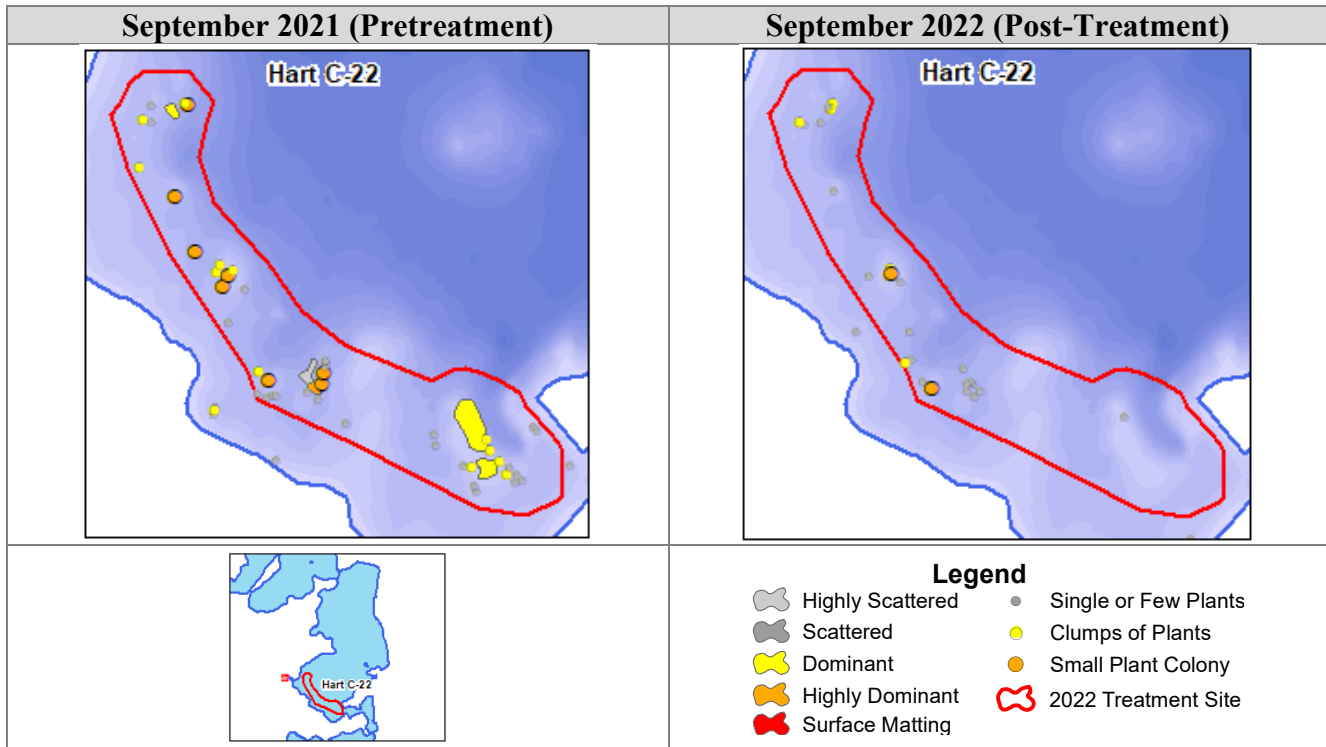 September 2021 (Pretreatment)
September 2022 (Post-Treatment)
Hart C-22
Hart C-22
Hart C-22
Legend
Highly Scattered
Scattered
Dominant
Highly Dominant
Surface Matting
Single or Few Plants
Clumps of Plants
Small Plant Colony
2022 Treatment Site